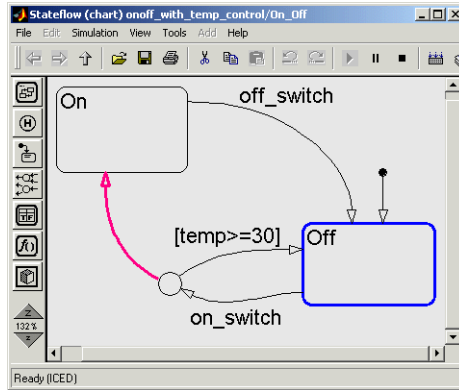 Stateflow (chart) onoff_with_temp_control/On_Off
File Edit Simulation View Tools Add Help
On
off_switch
H
[temp>=30]
Off
f()
on_switch
Z
132%
Z
Ready (ICED)